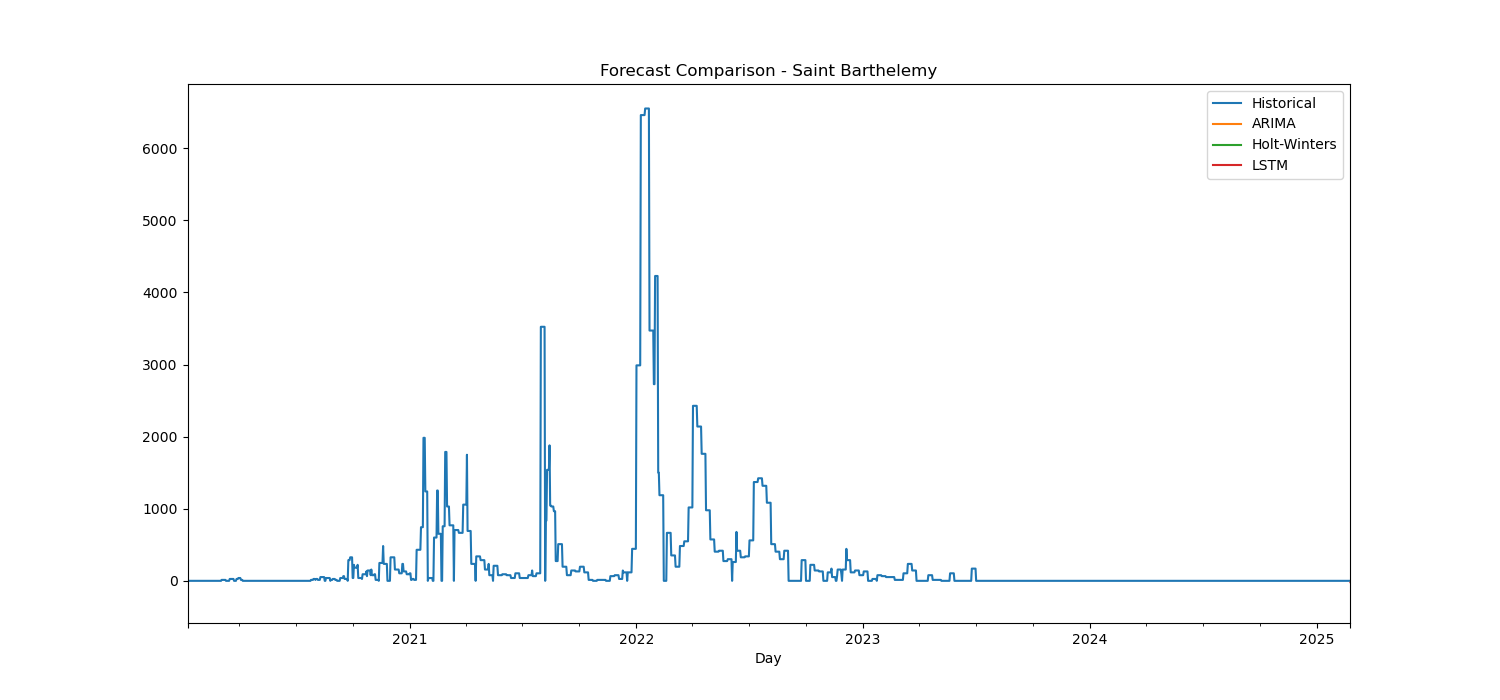 Forecast Comparison - Saint Barthelemy
Historical
ARIMA
Holt-Winters
LSTM
6000
5000
4000
3000
2000
1000
0
2021 2022 2023 2024 2025
Day